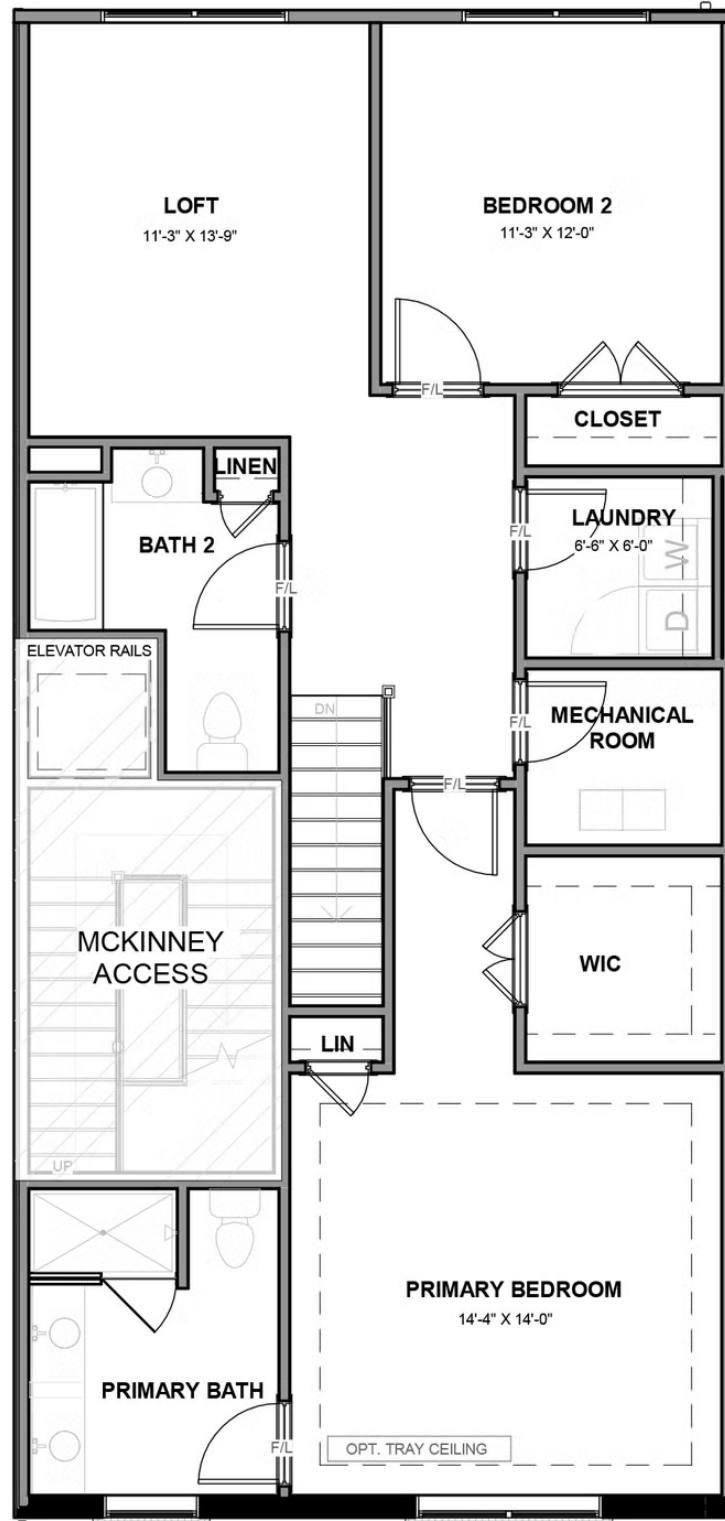 LOFT
11'-3" X 13'-9"
BEDROOM 2
11'-3" X 12'-0"
F/L
CLOSET
LINEN
BATH 2
F/L
F/L
LAUNDRY
6'-6" X 6'-0"
W
D
ELEVATOR RAILS
DN
F/L
MECHANICAL
ROOM
F/L
MCKINNEY
ACCESS
WIC
LIN
UP
PRIMARY BEDROOM
14'-4" X 14'-0"
PRIMARY BATH
F/L
OPT. TRAY CEILING